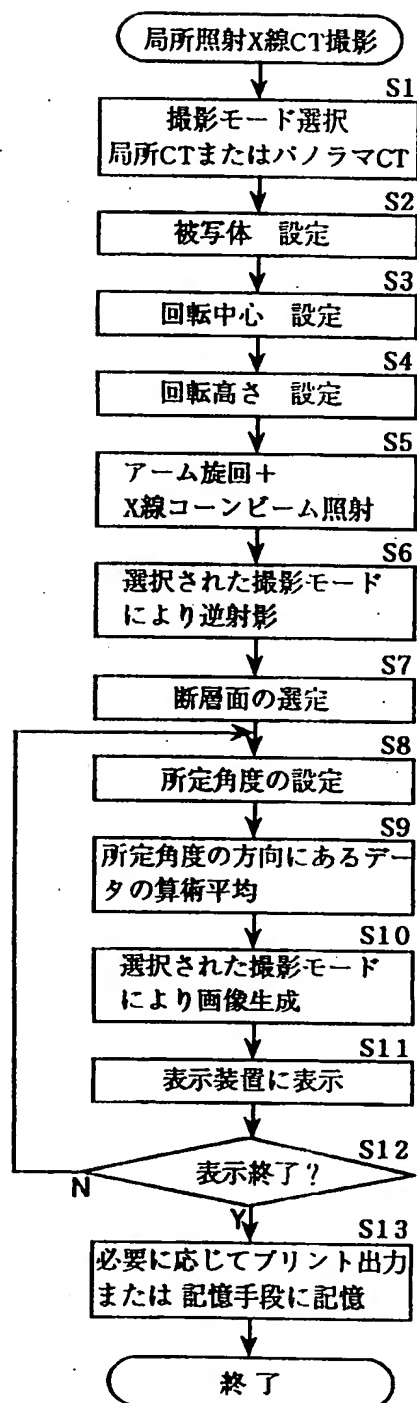 局所照射X線CT撮影
S1
撮影モード選択
局所CTまたはパノラマCT
S2
被写体 設定
S3
回転中心 設定
S4
回転高さ 設定
S5
アーム旋回+
X線コーンビーム照射
S6
選択された撮影モード
により逆射影
S7
断層面の選定
S8
所定角度の設定
S9
所定角度の方向にあるデー
タの算術平均
S10
選択された撮影モード
により画像生成
S11
表示装置に表示
S12
表示終了?
N
Y
S13
必要に応じてプリント出力
または 記憶手段に記憶
終了